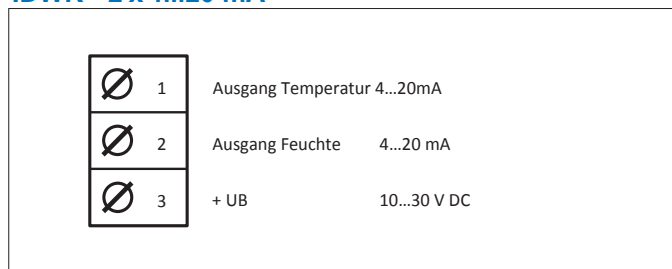 1 Ausgang Temperatur 4...20mA
2 Ausgang Feuchte 4...20 mA
3 + UB 10...30 V DC